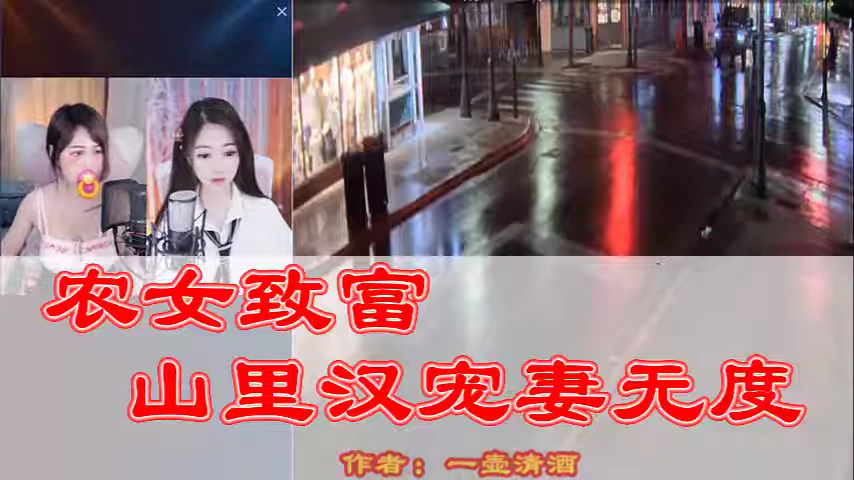 农女致富
山里汉宠妻无度
作者：一壶清酒